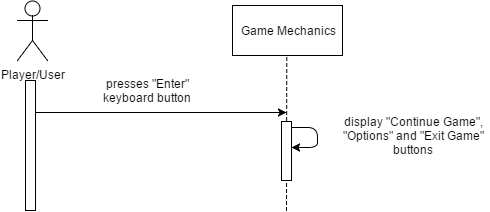 Game Mechanics
Player/User
presses "Enter"
keyboard button
display "Continue Game",
"Options" and "Exit Game"
buttons